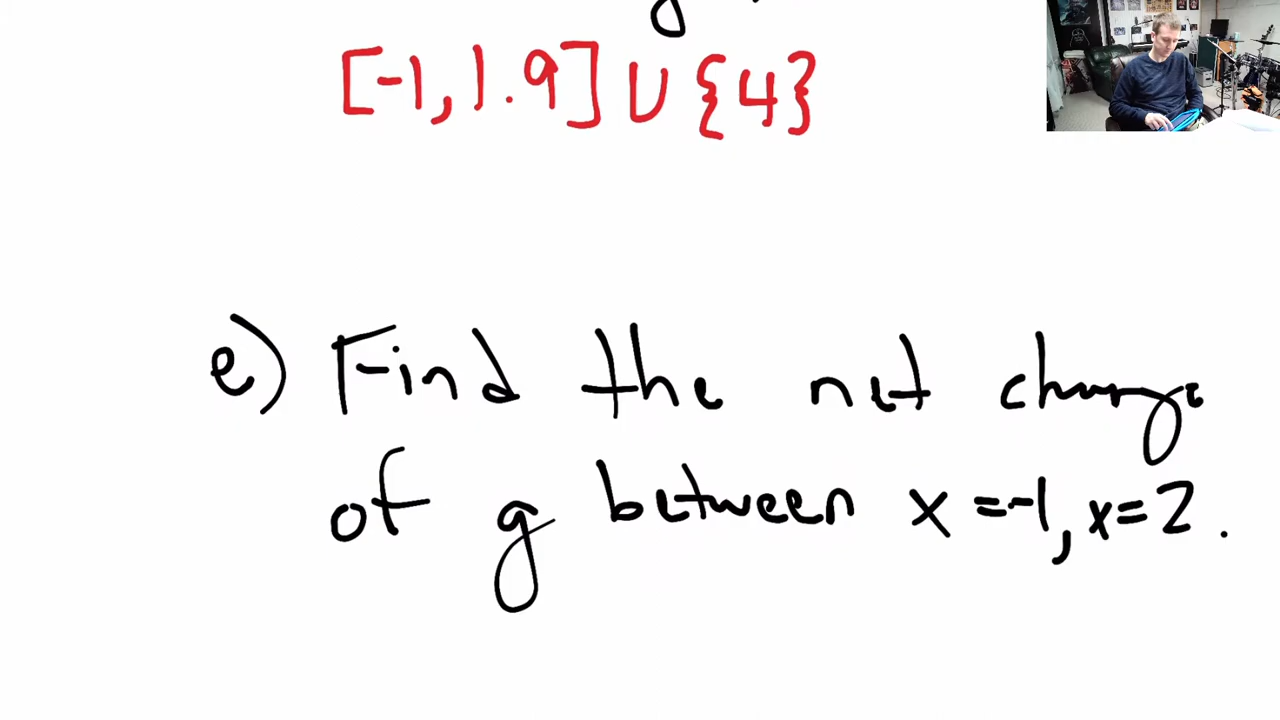 [-1, 1.9] ∪ {4}
e) Find the net change
of g between x = -1, x = 2.